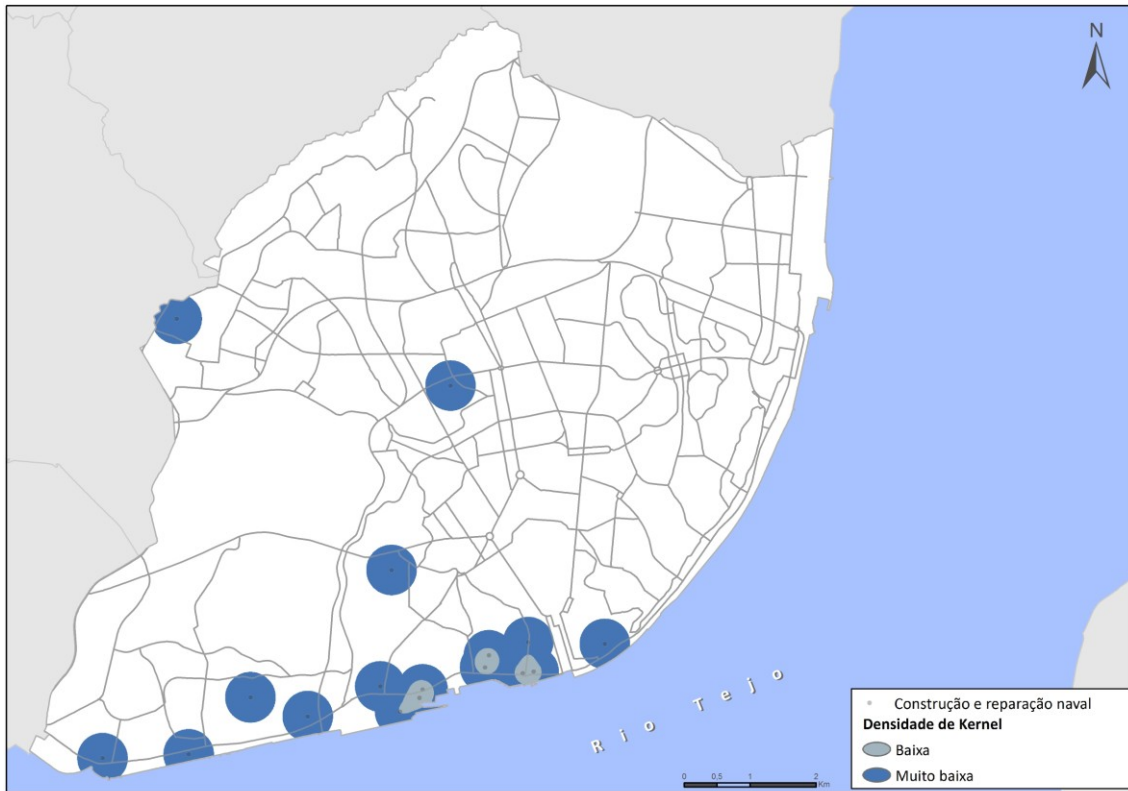 N
Rio Tejo
Construção e reparação naval
Densidade de Kernel
Baixa
Muito baixa
0 0,5 1 2
Km